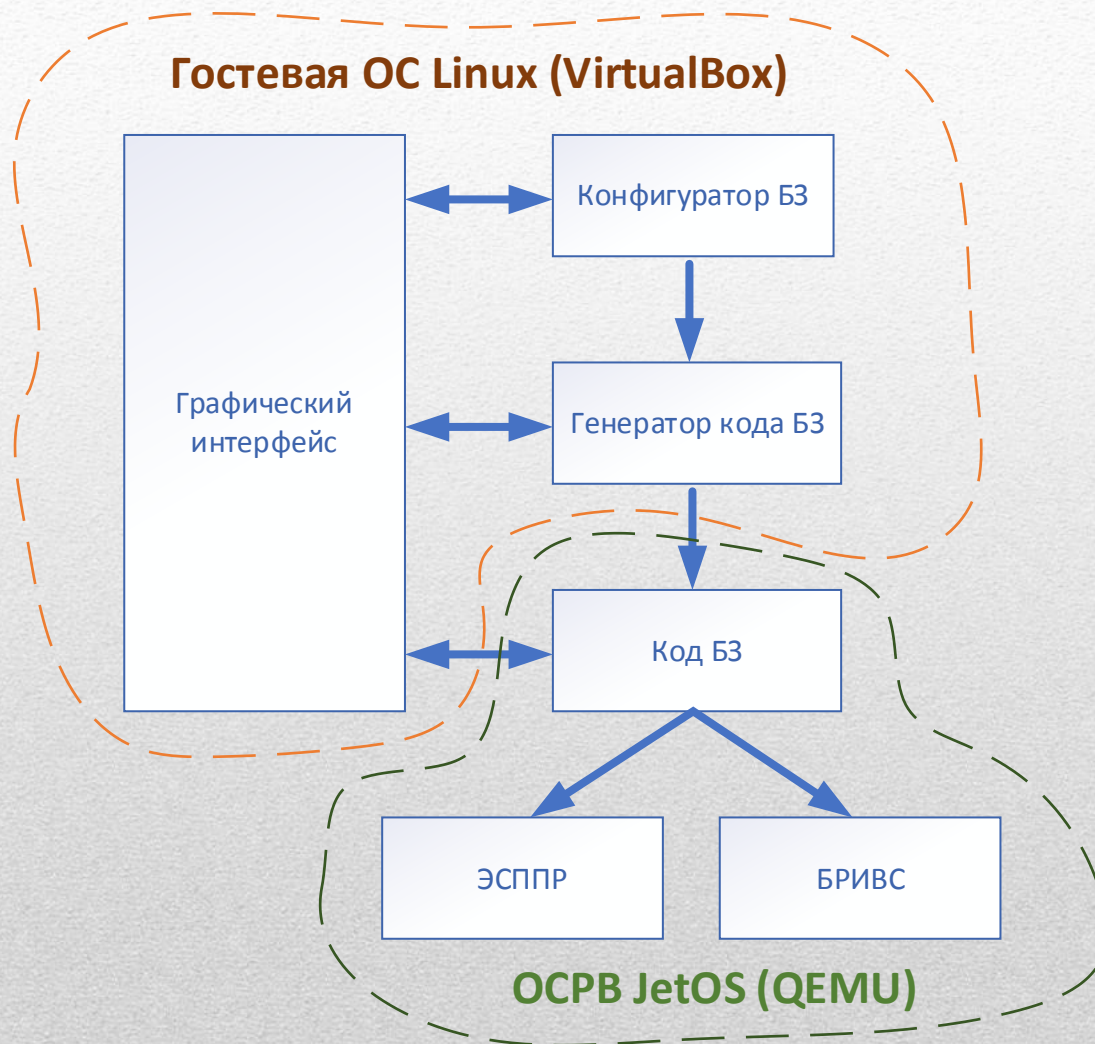 Гостевая ОС Linux (VirtualBox)
Конфигуратор БЗ
Графический
интерфейс
Генератор кода БЗ
Код БЗ
ЭСППР
БРИВС
ОСРВ JetOS (QEMU)